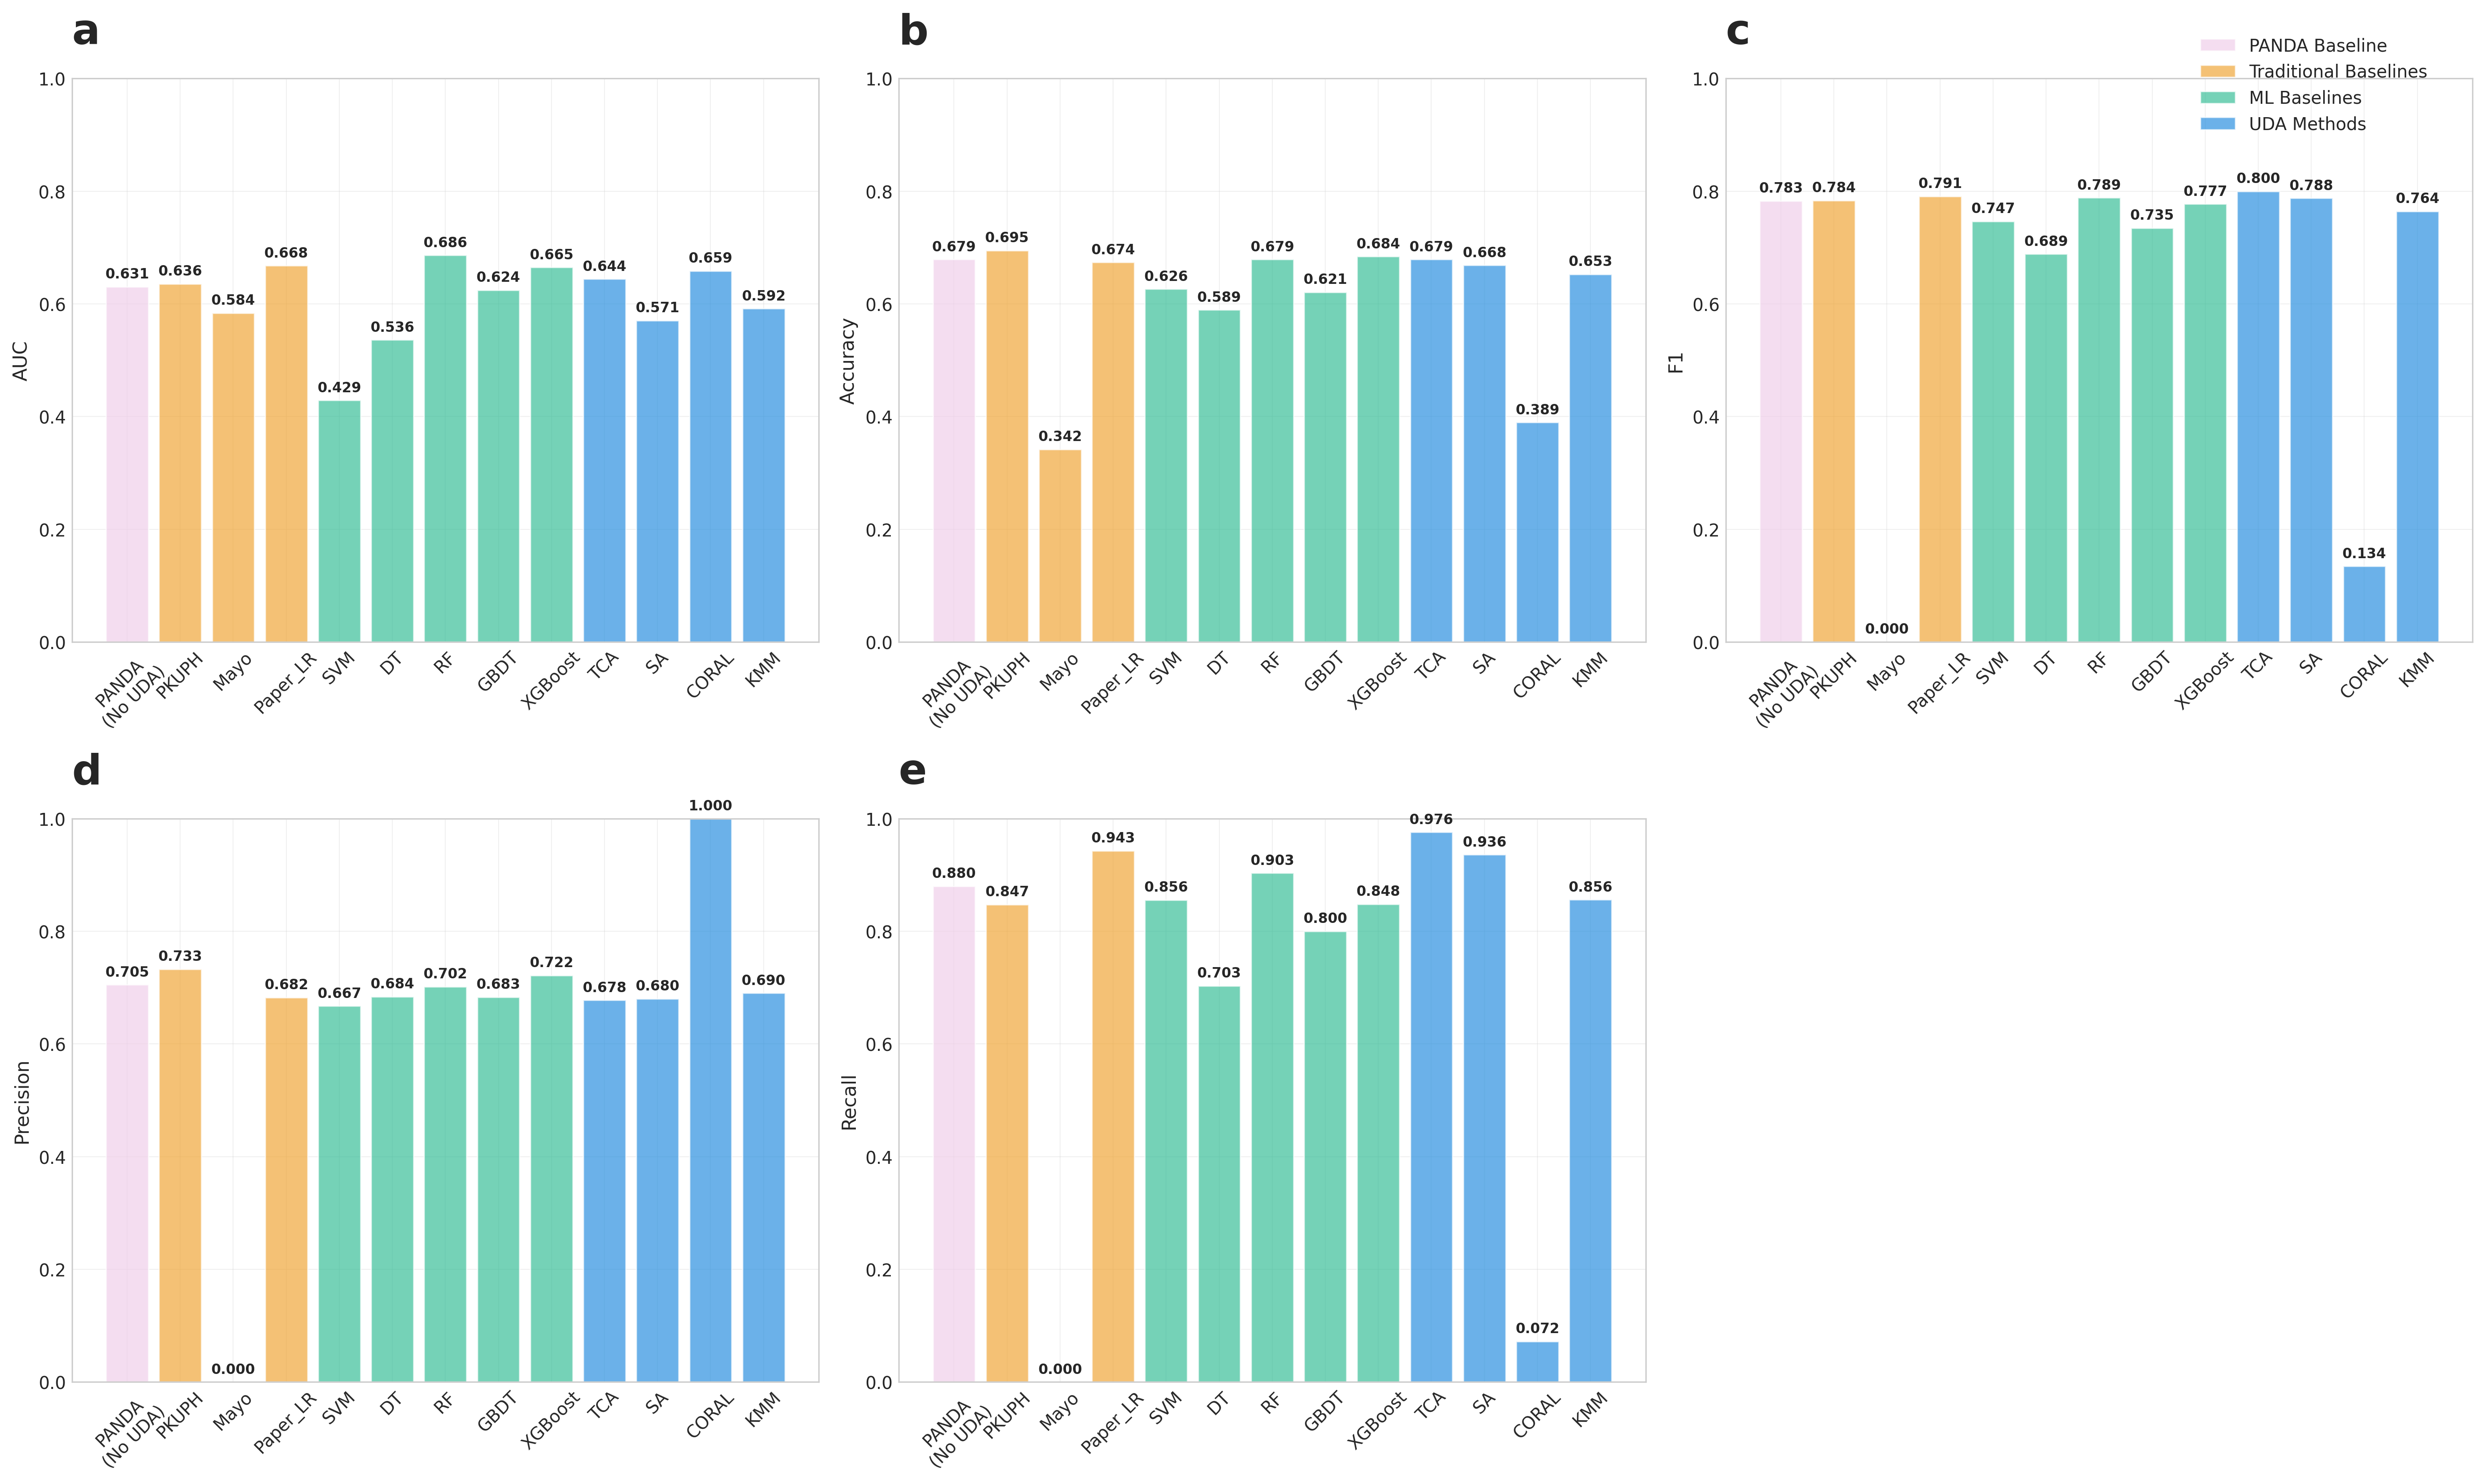 a
1.0
0.8
0.6
0.4
0.2
0.0
AUC
0.631
0.636
0.584
0.668
0.429
0.536
0.686
0.624
0.665
0.644
0.571
0.659
0.592
PANDA
(No UDA)
PKUPH
Mayo
Paper_LR
SVM
DT
RF
GBDT
XGBoost
TCA
SA
CORAL
KMM
b
1.0
0.8
0.6
0.4
0.2
0.0
Accuracy
0.679
0.695
0.342
0.674
0.626
0.589
0.679
0.621
0.684
0.679
0.668
0.389
0.653
PANDA
(No UDA)
PKUPH
Mayo
Paper_LR
SVM
DT
RF
GBDT
XGBoost
TCA
SA
CORAL
KMM
c
PANDA Baseline
Traditional Baselines
ML Baselines
UDA Methods
1.0
0.8
0.6
0.4
0.2
0.0
F1
0.783
0.784
0.000
0.791
0.747
0.689
0.789
0.735
0.777
0.800
0.788
0.134
0.764
PANDA
(No UDA)
PKUPH
Mayo
Paper_LR
SVM
DT
RF
GBDT
XGBoost
TCA
SA
CORAL
KMM
d
1.0
0.8
0.6
0.4
0.2
0.0
Precision
0.705
0.733
0.000
0.682
0.667
0.684
0.702
0.683
0.722
0.678
0.680
1.000
0.690
PANDA
(No UDA)
PKUPH
Mayo
Paper_LR
SVM
DT
RF
GBDT
XGBoost
TCA
SA
CORAL
KMM
e
1.0
0.8
0.6
0.4
0.2
0.0
Recall
0.880
0.847
0.000
0.943
0.856
0.703
0.903
0.800
0.848
0.976
0.936
0.072
0.856
PANDA
(No UDA)
PKUPH
Mayo
Paper_LR
SVM
DT
RF
GBDT
XGBoost
TCA
SA
CORAL
KMM